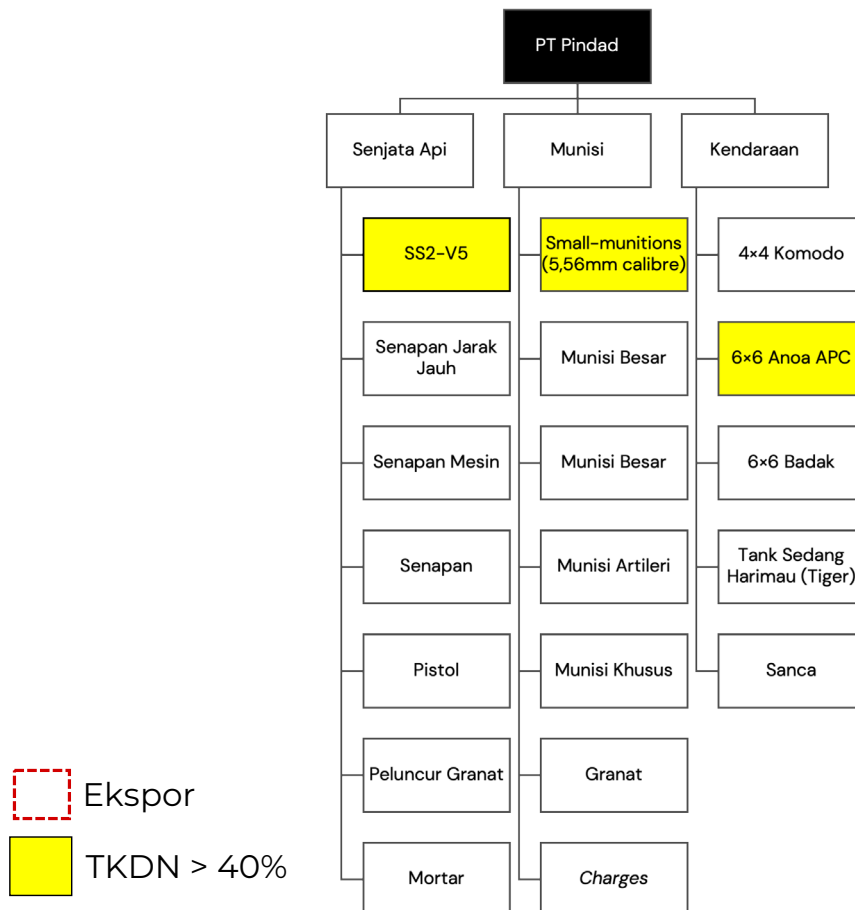 PT Pindad
Senjata Api
Munisi
Kendaraan
SS2-V5
Small-munitions
(5,56mm calibre)
4×4 Komodo
Senapan Jarak
Jauh
Munisi Besar
6×6 Anoa APC
Senapan Mesin
Munisi Besar
6×6 Badak
Senapan
Munisi Artileri
Tank Sedang
Harimau (Tiger)
Pistol
Munisi Khusus
Sanca
Peluncur Granat
Granat
Mortar
Charges
Ekspor
TKDN > 40%